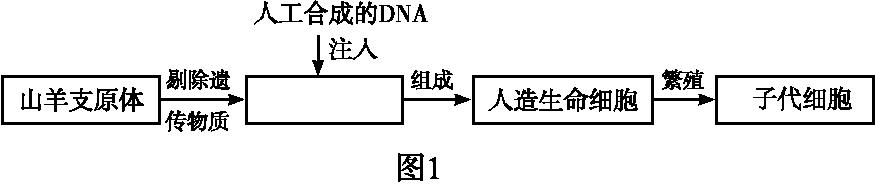 人工合成的DNA
注人
山羊支原体
剔除遗
传物质
组成
人造生命细胞
繁殖
子代细胞
图1